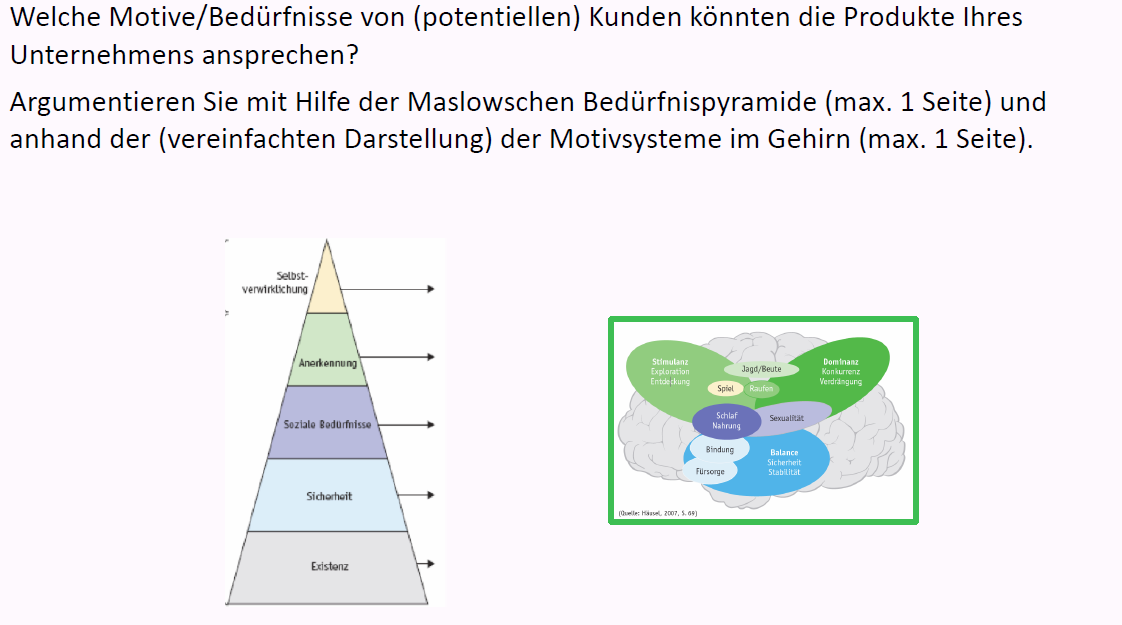 Welche Motive/Bedürfnisse von (potentiellen) Kunden könnten die Produkte Ihres
Unternehmens ansprechen?
Argumentieren Sie mit Hilfe der Maslowschen Bedürfnispyramide (max. 1 Seite) und
anhand der (vereinfachten Darstellung) der Motivsysteme im Gehirn (max. 1 Seite).
Selbst-
verwirklichung
Anerkennung
Soziale Bedürfnisse
Sicherheit
Existenz
Stimulanz
Exploration
Entdeckung
Jagd/Beute
Spiel
Raufen
Dominanz
Konkurrenz
Verdrängung
Schlaf
Nahrung
Sexualität
Bindung
Fürsorge
Balance
Sicherheit
Stabilität
(Quelle: Häusel, 2007, S. 69)